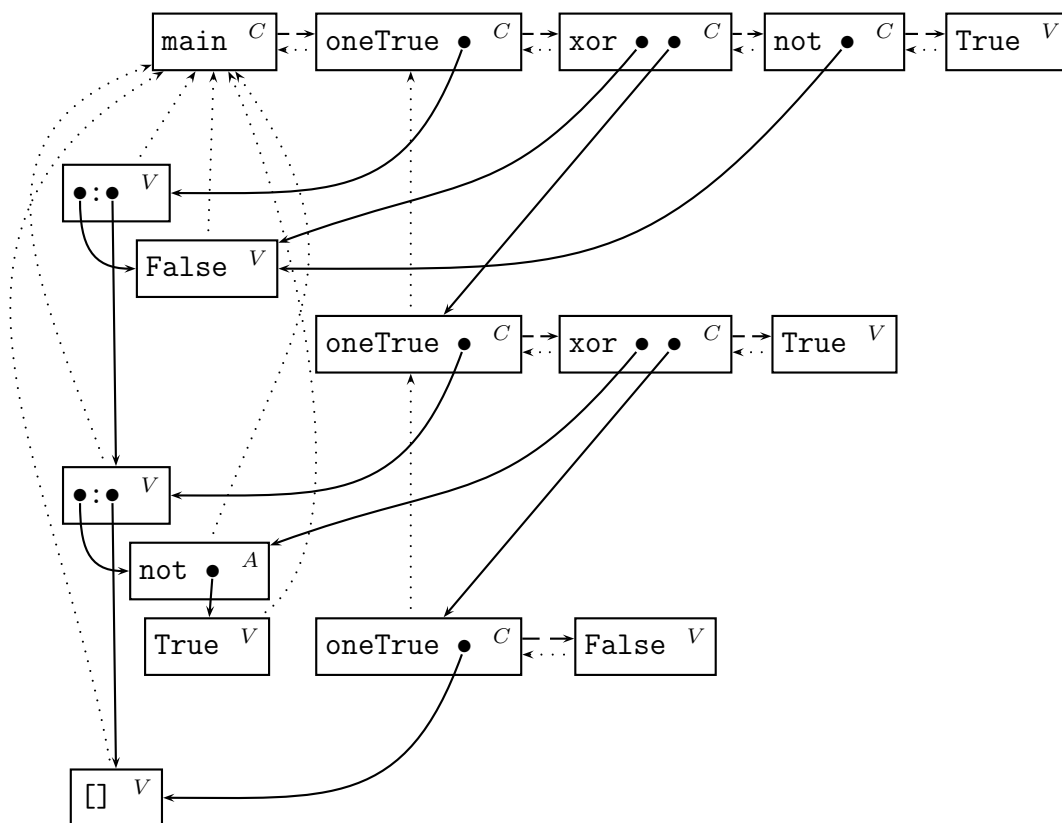 main C oneTrue C xor C not C True V
: V
False V
oneTrue C xor C True V
: V
not A
True V oneTrue C False V
[] V